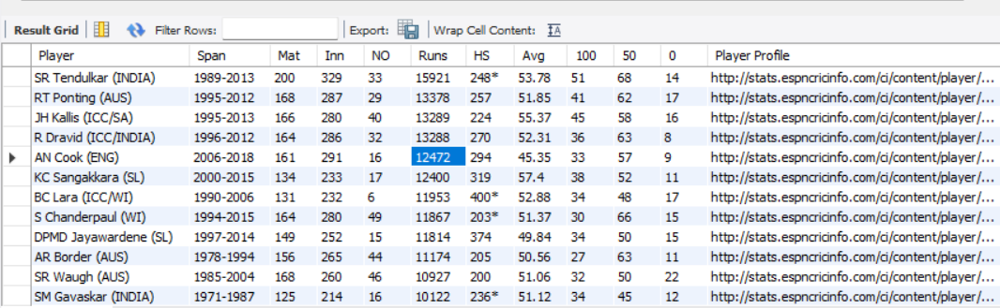 Result Grid Filter Rows: Export: Wrap Cell Content: IA
Player Span Mat Inn NO Runs HS Avg 100 50 0 Player Profile
SR Tendulkar (INDIA) 1989-2013 200 329 33 15921 248* 53.78 51 68 14 http://stats.espncricinfo.com/ci/content/player/...
RT Ponting (AUS) 1995-2012 168 287 29 13378 257 51.85 41 62 17 http://stats.espncricinfo.com/ci/content/player/...
JH Kallis (ICC/SA) 1995-2013 166 280 40 13289 224 55.37 45 58 16 http://stats.espncricinfo.com/ci/content/player/...
R Dravid (ICC/INDIA) 1996-2012 164 286 32 13288 270 52.31 36 63 8 http://stats.espncricinfo.com/ci/content/player/...
AN Cook (ENG) 2006-2018 161 291 16 12472 294 45.35 33 57 9 http://stats.espncricinfo.com/ci/content/player/...
KC Sangakkara (SL) 2000-2015 134 233 17 12400 319 57.4 38 52 11 http://stats.espncricinfo.com/ci/content/player/...
BC Lara (ICC/WI) 1990-2006 131 232 6 11953 400* 52.88 34 48 17 http://stats.espncricinfo.com/ci/content/player/...
S Chanderpaul (WI) 1994-2015 164 280 49 11867 203* 51.37 30 66 15 http://stats.espncricinfo.com/ci/content/player/...
DPMD Jayawardene (SL) 1997-2014 149 252 15 11814 374 49.84 34 50 15 http://stats.espncricinfo.com/ci/content/player/...
AR Border (AUS) 1978-1994 156 265 44 11174 205 50.56 27 63 11 http://stats.espncricinfo.com/ci/content/player/...
SR Waugh (AUS) 1985-2004 168 260 46 10927 200 51.06 32 50 22 http://stats.espncricinfo.com/ci/content/player/...
SM Gavaskar (INDIA) 1971-1987 125 214 16 10122 236* 51.12 34 45 12 http://stats.espncricinfo.com/ci/content/player/...